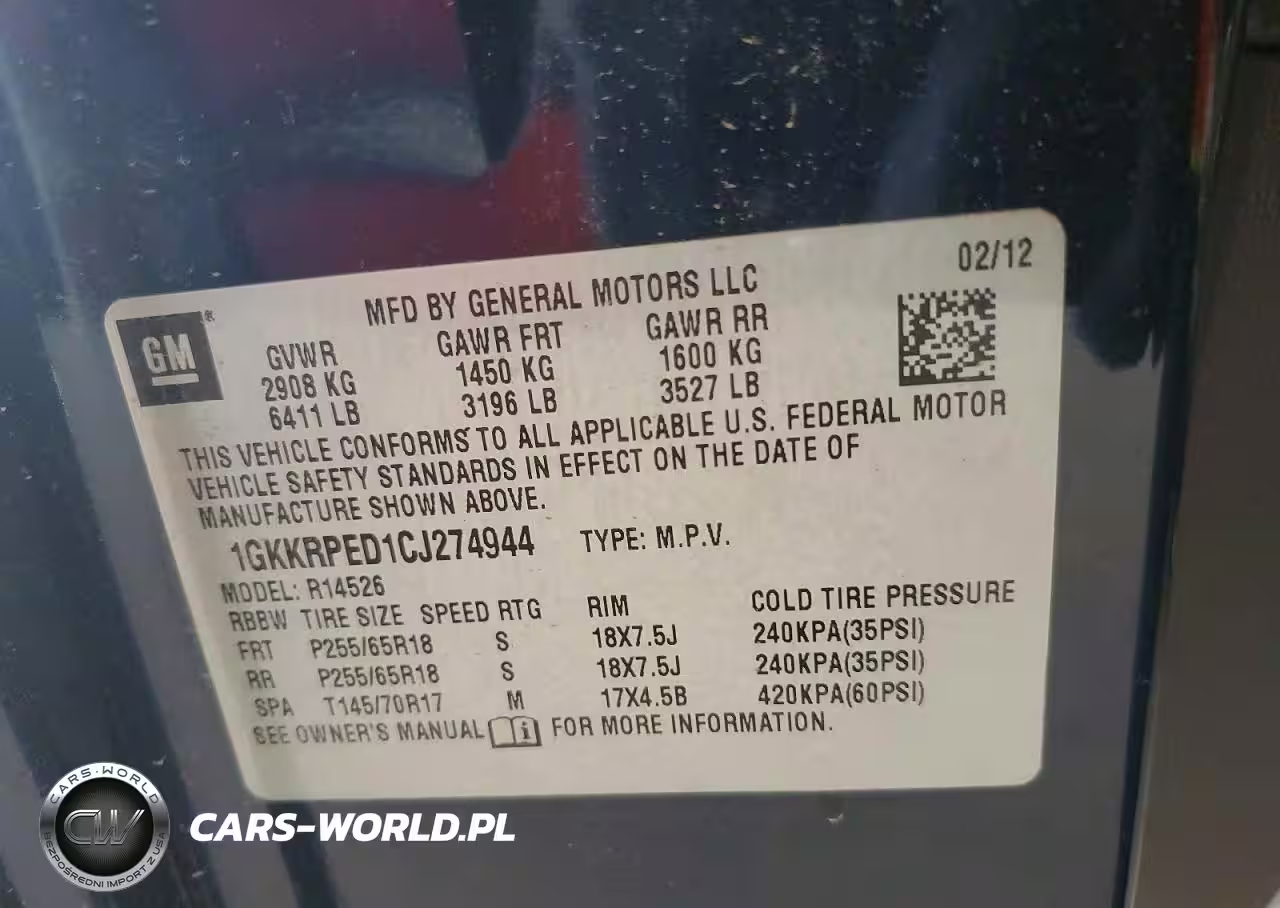 02/12
MFD BY GENERAL MOTORS LLC
GM®
GVWR GAWR FRT GAWR RR
2908 KG 1450 KG 1600 KG
6411 LB 3196 LB 3527 LB
THIS VEHICLE CONFORMS TO ALL APPLICABLE U.S. FEDERAL MOTOR
VEHICLE SAFETY STANDARDS IN EFFECT ON THE DATE OF
MANUFACTURE SHOWN ABOVE.
1GKKRPED1CJ274944 TYPE: M.P.V.
MODEL: R14526
RBBW TIRE SIZE SPEED RTG RIM COLD TIRE PRESSURE
FRT P255/65R18 S 18X7.5J 240KPA(35PSI)
RR P255/65R18 S 18X7.5J 240KPA(35PSI)
SPA T145/70R17 M 17X4.5B 420KPA(60PSI)
SEE OWNER'S MANUAL i FOR MORE INFORMATION.
CARS-WORLD
CW
BEZPOŚREDNI IMPORT Z USA
CARS-WORLD.PL